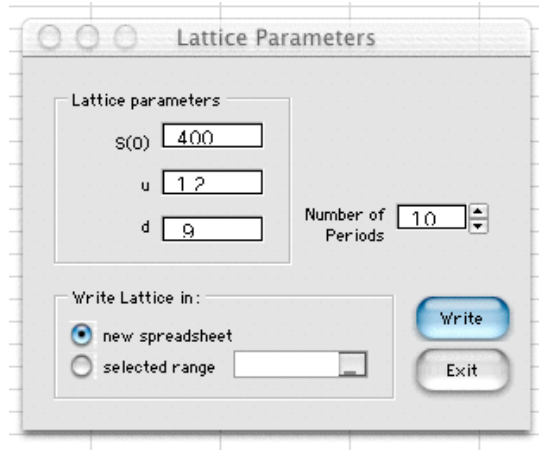 Lattice Parameters
Lattice parameters
S(0) 400
u 1.2
d .9
Number of Periods 10
Write Lattice in:
new spreadsheet
selected range
Write
Exit